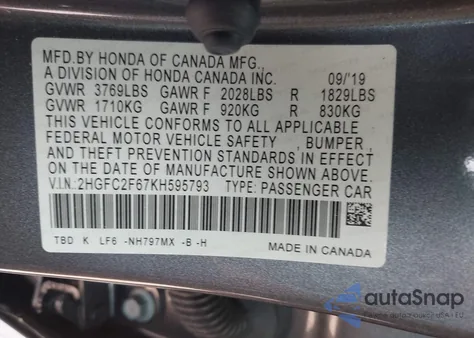 MFD.BY HONDA OF CANADA MFG.,
A DIVISION OF HONDA CANADA INC. 09/'19
GVWR 3769LBS GAWR F 2028LBS R 1829LBS
GVWR 1710KG GAWR F 920KG R 830KG
THIS VEHICLE CONFORMS TO ALL APPLICABLE
FEDERAL MOTOR VEHICLE SAFETY , BUMPER ,
AND THEFT PREVENTION STANDARDS IN EFFECT
ON THE DATE OF MANUFACTURE SHOWN ABOVE.
V.I.N.:2HGFC2F67KH595793 TYPE: PASSENGER CAR
TBD K LF6 -NH797MX -B -H
MADE IN CANADA
autoSnap